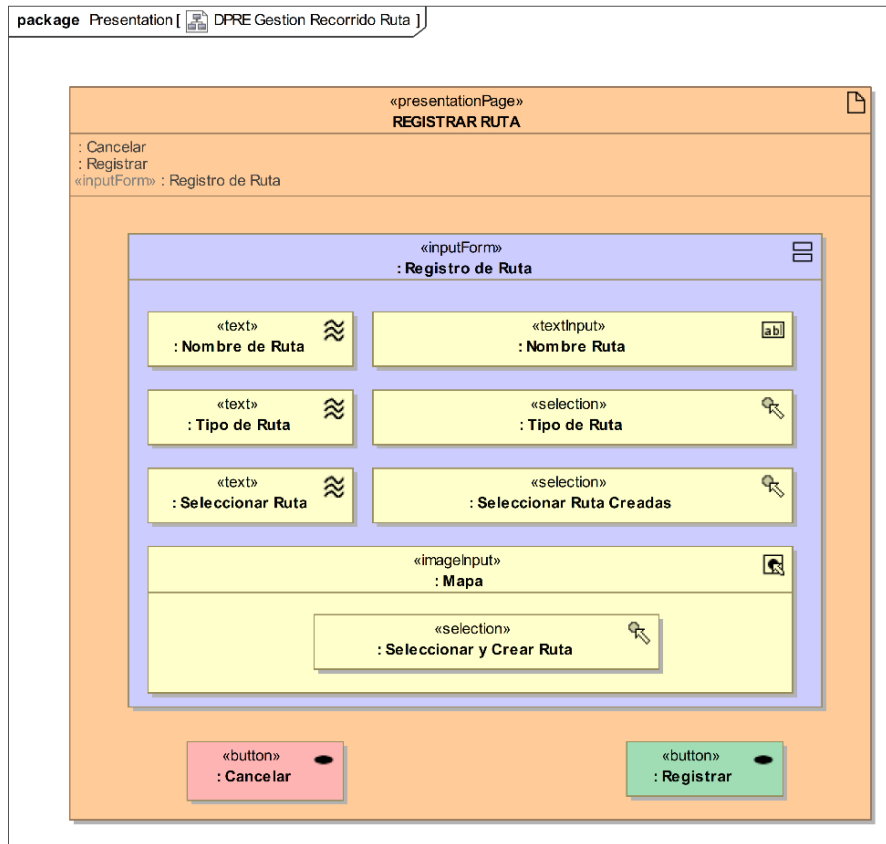 package Presentation [ DPRE Gestion Recorrido Ruta ]
«presentationPage»
REGISTRAR RUTA
: Cancelar
: Registrar
«inputForm» : Registro de Ruta
«inputForm»
: Registro de Ruta
«text»
: Nombre de Ruta
«textInput»
: Nombre Ruta
ab|
«text»
: Tipo de Ruta
«selection»
: Tipo de Ruta
«text»
: Seleccionar Ruta
«selection»
: Seleccionar Ruta Creadas
«imageInput»
: Mapa
«selection»
: Seleccionar y Crear Ruta
«button»
: Cancelar
«button»
: Registrar